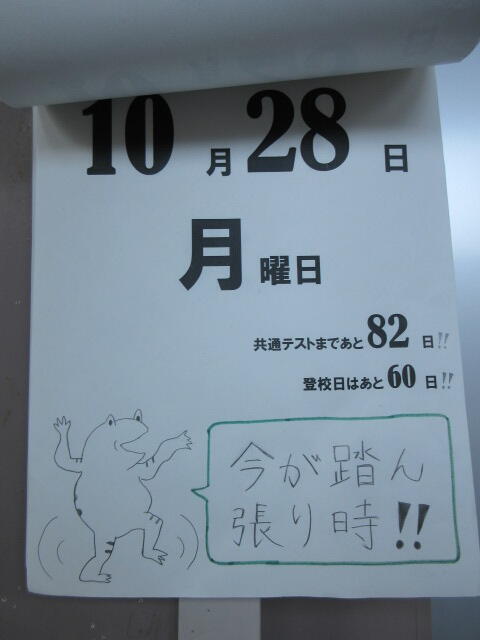 10月28日
月曜日
共通テストまであと82日!!
登校日はあと60日!!
今が踏ん
張り時!!